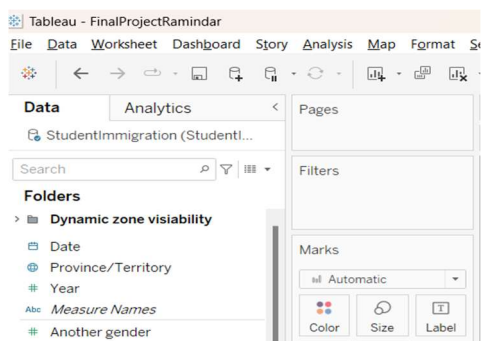 Tableau - FinalProjectRamindar
File Data Worksheet Dashboard Story Analysis Map Format
Data Analytics
StudentImmigration (StudentI...
Search
Folders
Dynamic zone visiability
Date
Province/Territory
# Year
Abc Measure Names
# Another gender
Pages
Filters
Marks
Automatic
Color Size T Label